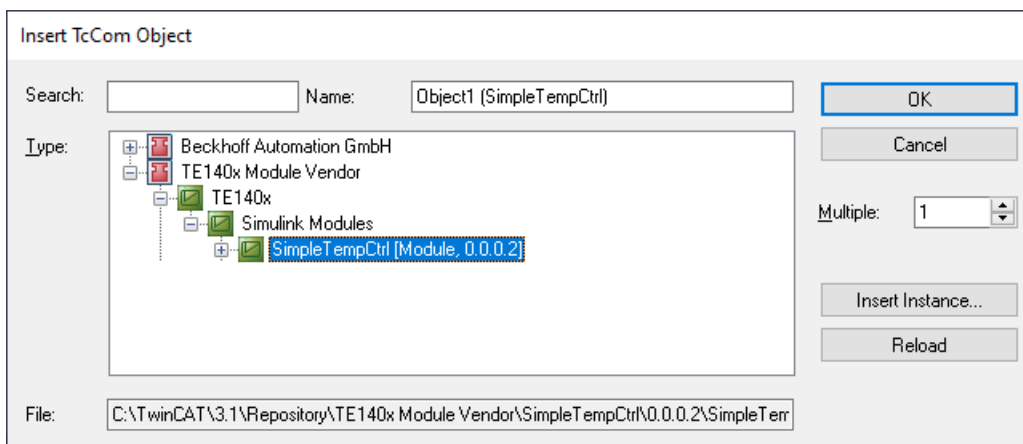 Insert TcCom Object
Search:
Name:
Object1 (SimpleTempCtrl)
OK
Type:
Beckhoff Automation GmbH
Cancel
TE140x Module Vendor
TE140x
Multiple:
1
Simulink Modules
SimpleTempCtrl [Module, 0.0.0.2]
Insert Instance...
Reload
File:
C:\TwinCAT\3.1\Repository\TE140x Module Vendor\SimpleTempCtrl\0.0.0.2\SimpleTem